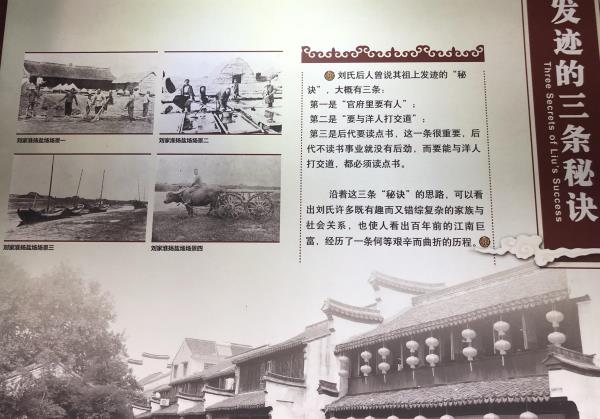 发迹的三条秘诀
Three Secrets of Liu's Success
刘氏后人曾说其祖上发迹的“秘
诀”,大概有三条:
第一是“官府里要有人”;
第二是“要与洋人打交道”;
第三是后代要读点书,这一条很重要,后
代不读书事业就没有后劲,而要能与洋人
打交道,都必须读点书。
沿着这三条“秘诀”的思路,可以看
出刘氏许多既有趣而又错综复杂的家族与
社会关系,也使人看出百年前的江南巨
富,经历了一条何等艰辛而曲折的历程。
刘家淮扬盐场场景一
刘家淮扬盐场场景二
刘家淮扬盐场场景三
刘家淮扬盐场场景四